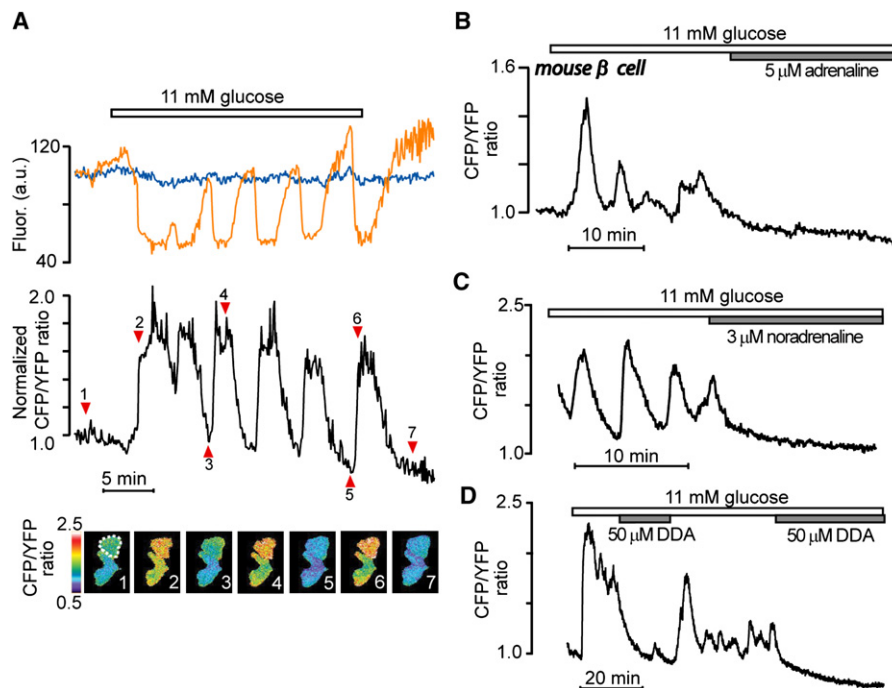 A
11 mM glucose
120
40
Fluor. (a.u.)
2.0
1.0
Normalized
CFP/YFP ratio
1
2
3
4
5
6
7
5 min
2.5
0.5
CFP/YFP
ratio
1
2
3
4
5
6
7
B
11 mM glucose
5 µM adrenaline
mouse β cell
1.6
1.0
CFP/YFP
ratio
10 min
C
11 mM glucose
3 µM noradrenaline
2.5
1.0
CFP/YFP
ratio
10 min
D
11 mM glucose
50 µM DDA
50 µM DDA
2.5
1.0
CFP/YFP
ratio
20 min